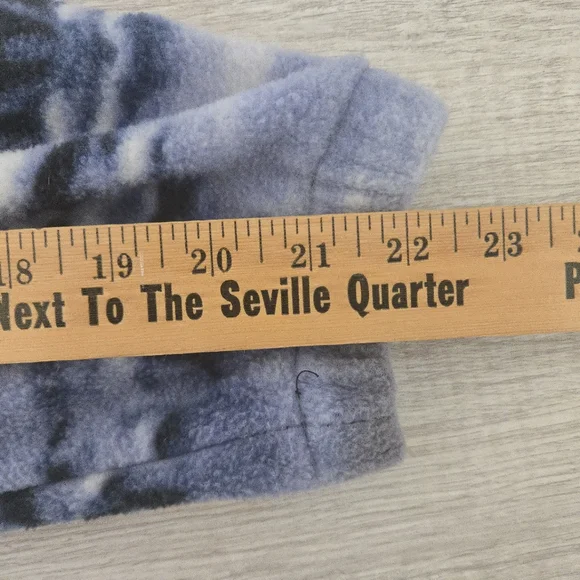 18 19 20 21 22 23
Next To The Seville Quarter P